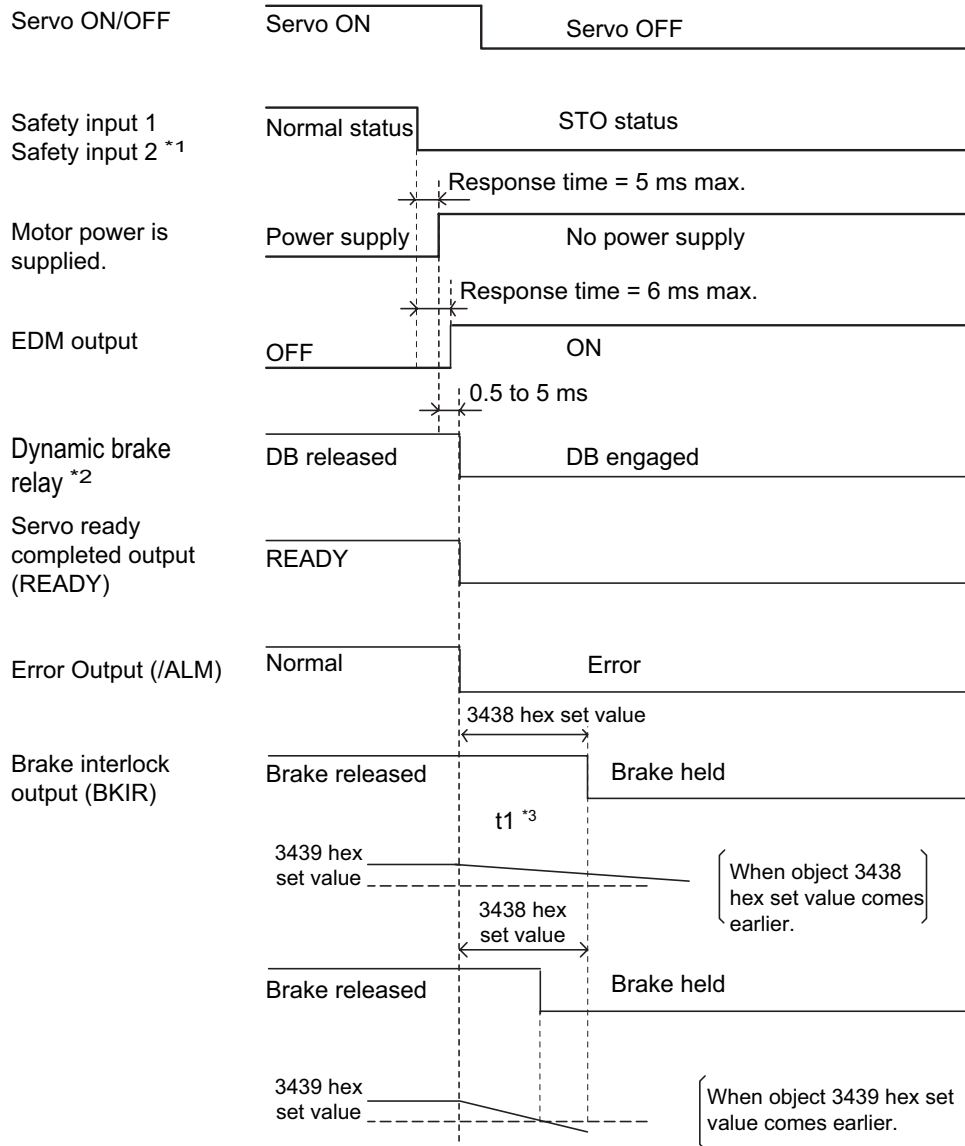 Servo ON/OFF
Servo ON
Servo OFF
Safety input 1
Safety input 2 *1
Normal status
STO status
Response time = 5 ms max.
Motor power is
supplied.
Power supply
No power supply
Response time = 6 ms max.
EDM output
OFF
ON
0.5 to 5 ms
Dynamic brake
relay *2
DB released
DB engaged
Servo ready
completed output
(READY)
READY
Error Output (/ALM)
Normal
Error
3438 hex set value
Brake interlock
output (BKIR)
Brake released
Brake held
t1 *3
3439 hex
set value
When object 3438
hex set value comes
earlier.
3438 hex
set value
Brake released
Brake held
3439 hex
set value
When object 3439 hex set
value comes earlier.